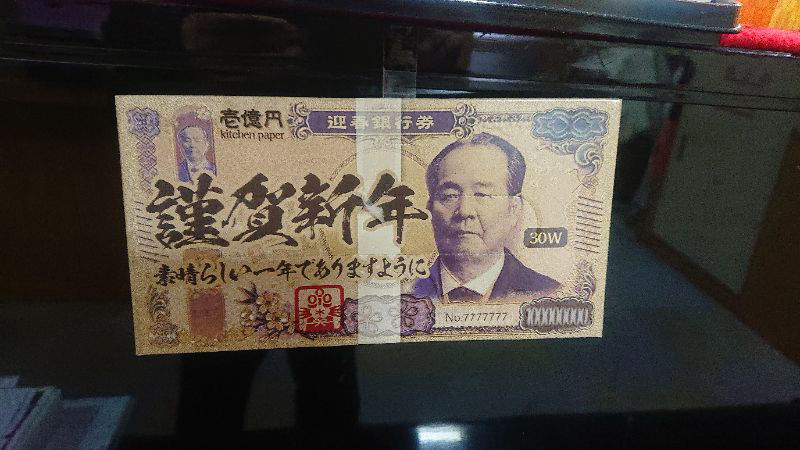 壱億円
kitchen paper
迎春銀行券
謹賀新年
素晴らしい一年でありますように
30W
No.7777777
100000000